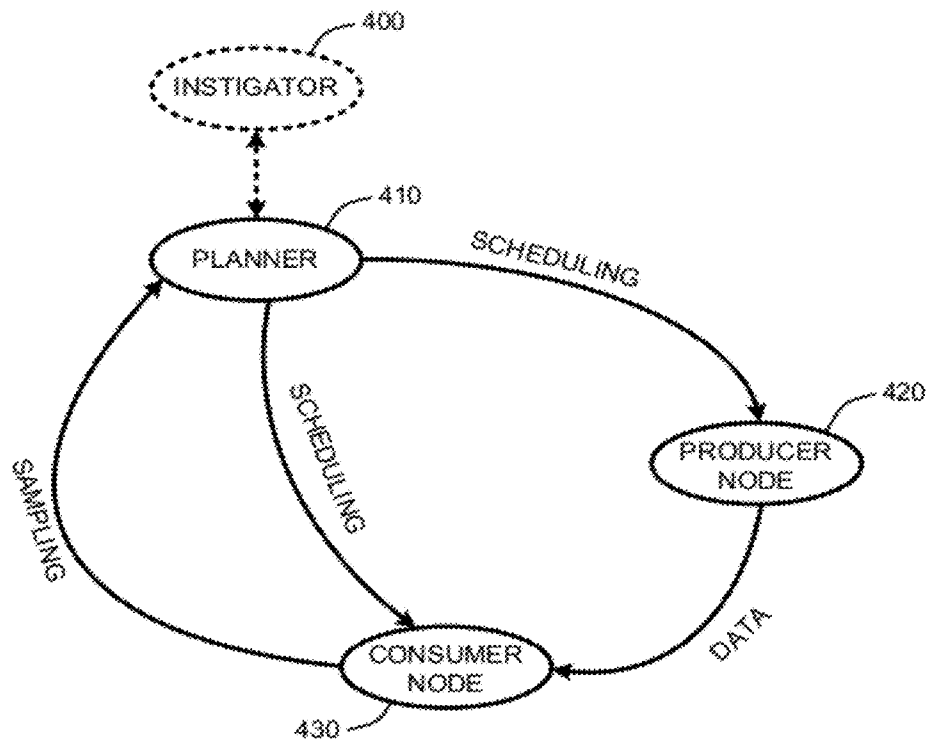 400
INSTIGATOR
410
PLANNER
SCHEDULING
SCHEDULING
420
PRODUCER
NODE
SAMPLING
DATA
CONSUMER
NODE
430